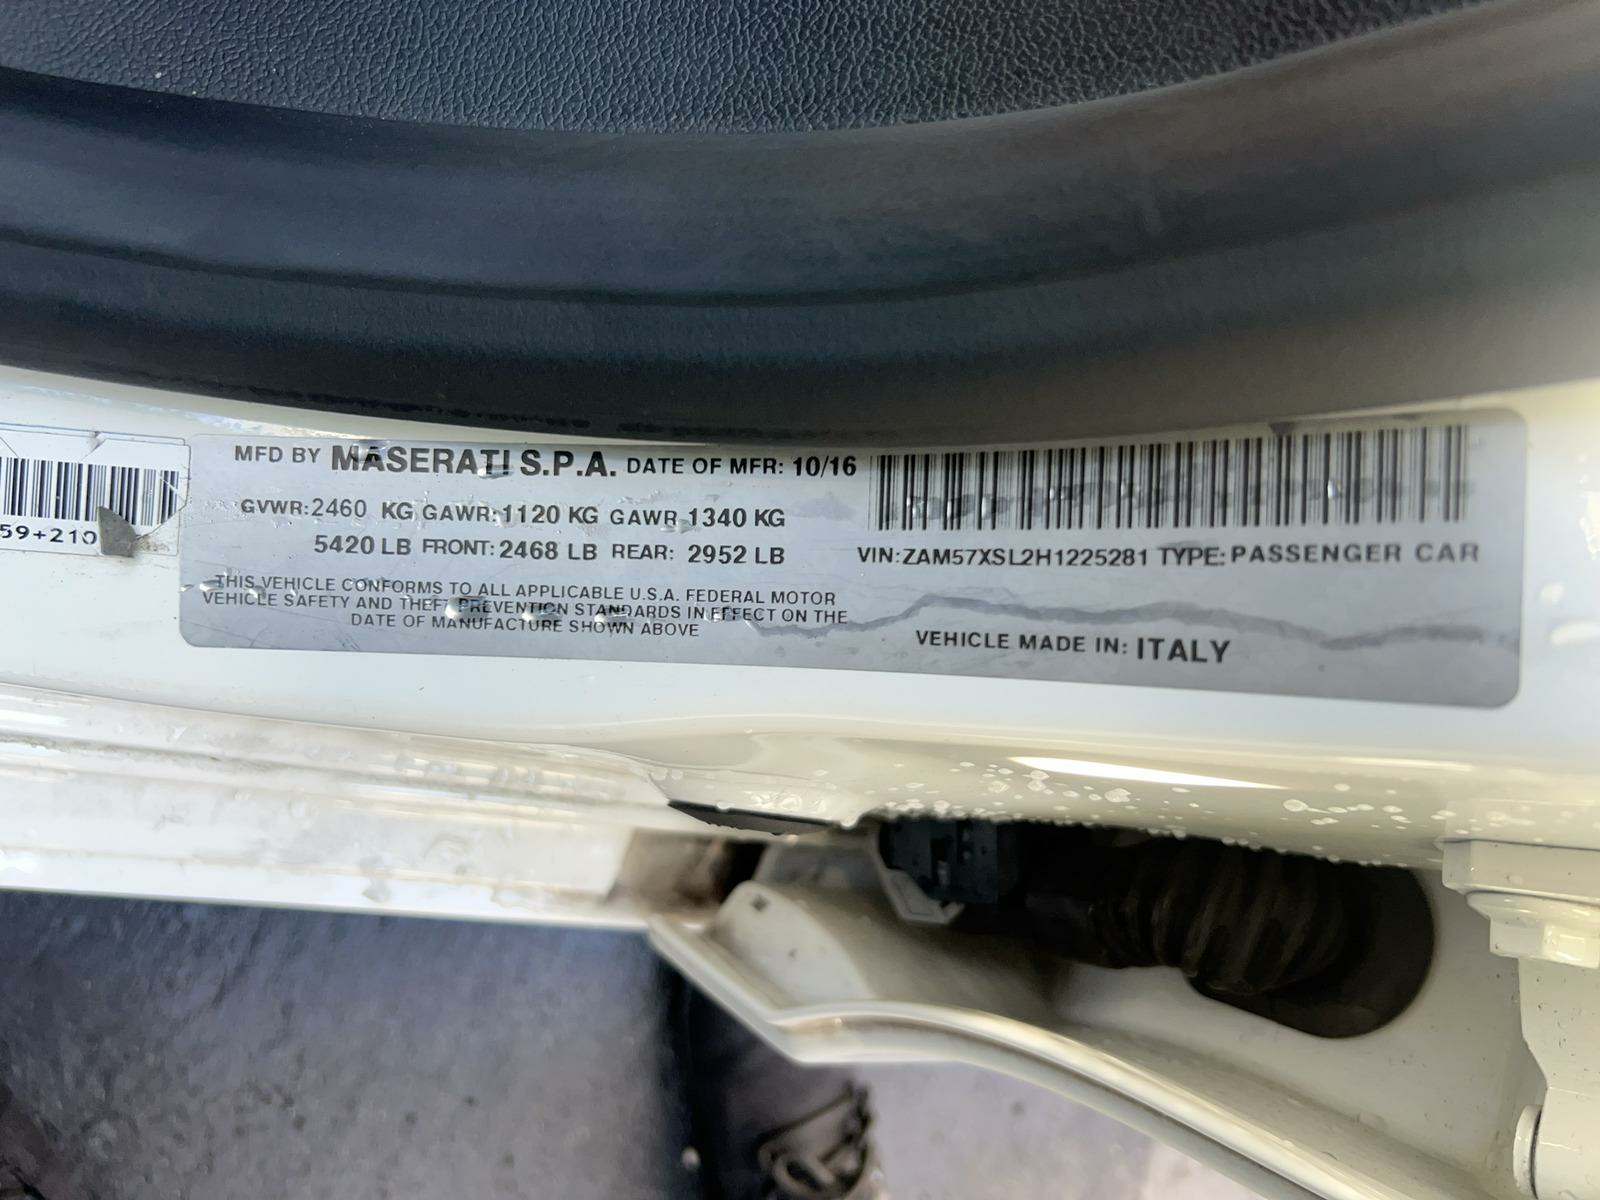 MFD BY MASERATI S.P.A. DATE OF MFR: 10/16
GVWR:2460 KG GAWR:1120 KG GAWR 1340 KG
5420 LB FRONT: 2468 LB REAR: 2952 LB
VIN:ZAM57XSL2H1225281 TYPE: PASSENGER CAR
THIS VEHICLE CONFORMS TO ALL APPLICABLE U.S.A. FEDERAL MOTOR
VEHICLE SAFETY AND THEFT PREVENTION STANDARDS IN EFFECT ON THE
DATE OF MANUFACTURE SHOWN ABOVE
VEHICLE MADE IN: ITALY
59+210